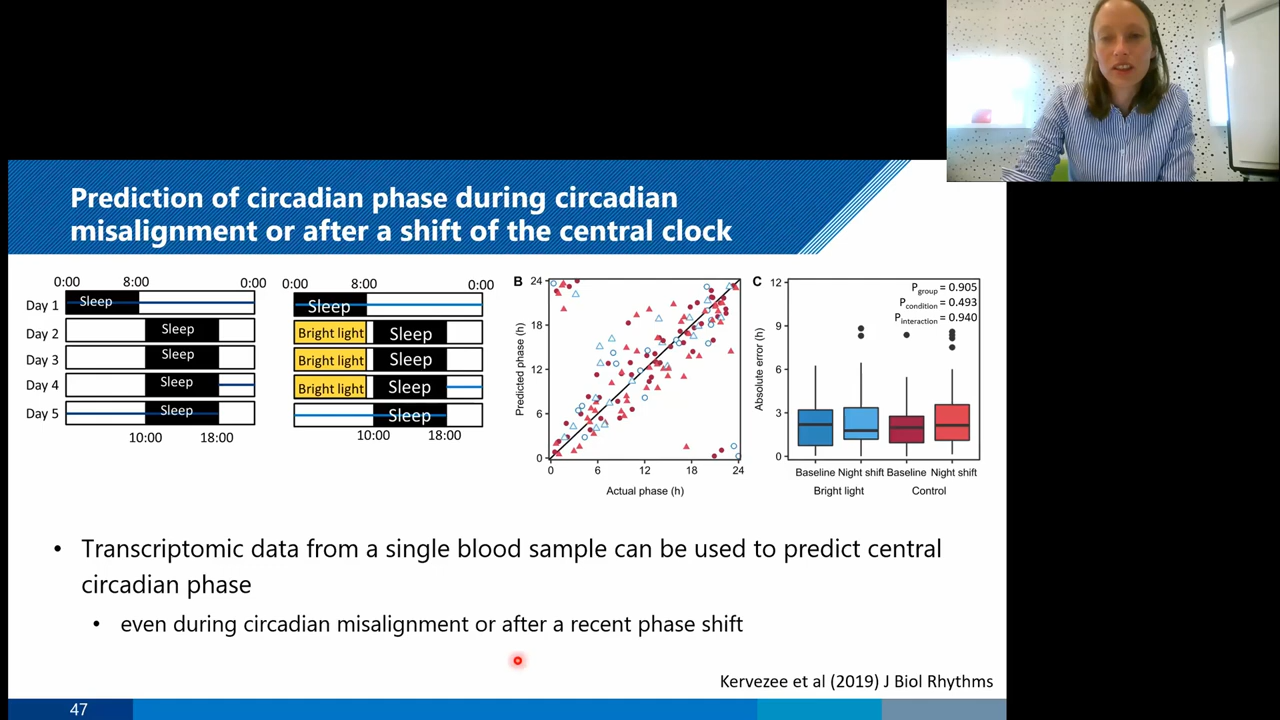 Prediction of circadian phase during circadian
misalignment or after a shift of the central clock
0:00 8:00 0:00
Day 1 Sleep
Day 2 Sleep
Day 3 Sleep
Day 4 Sleep
Day 5 Sleep
10:00 18:00
0:00 8:00 0:00
Sleep
Bright light Sleep
Bright light Sleep
Bright light Sleep
Sleep
10:00 18:00
B
24
18
12
6
0
Predicted phase (h)
0 6 12 18 24
Actual phase (h)
C
12
9
6
3
0
Absolute error (h)
Pgroup = 0.905
Pcondition = 0.493
Pinteraction = 0.940
Baseline Night shift Baseline Night shift
Bright light Control
• Transcriptomic data from a single blood sample can be used to predict central
circadian phase
• even during circadian misalignment or after a recent phase shift
Kervezee et al (2019) J Biol Rhythms
47